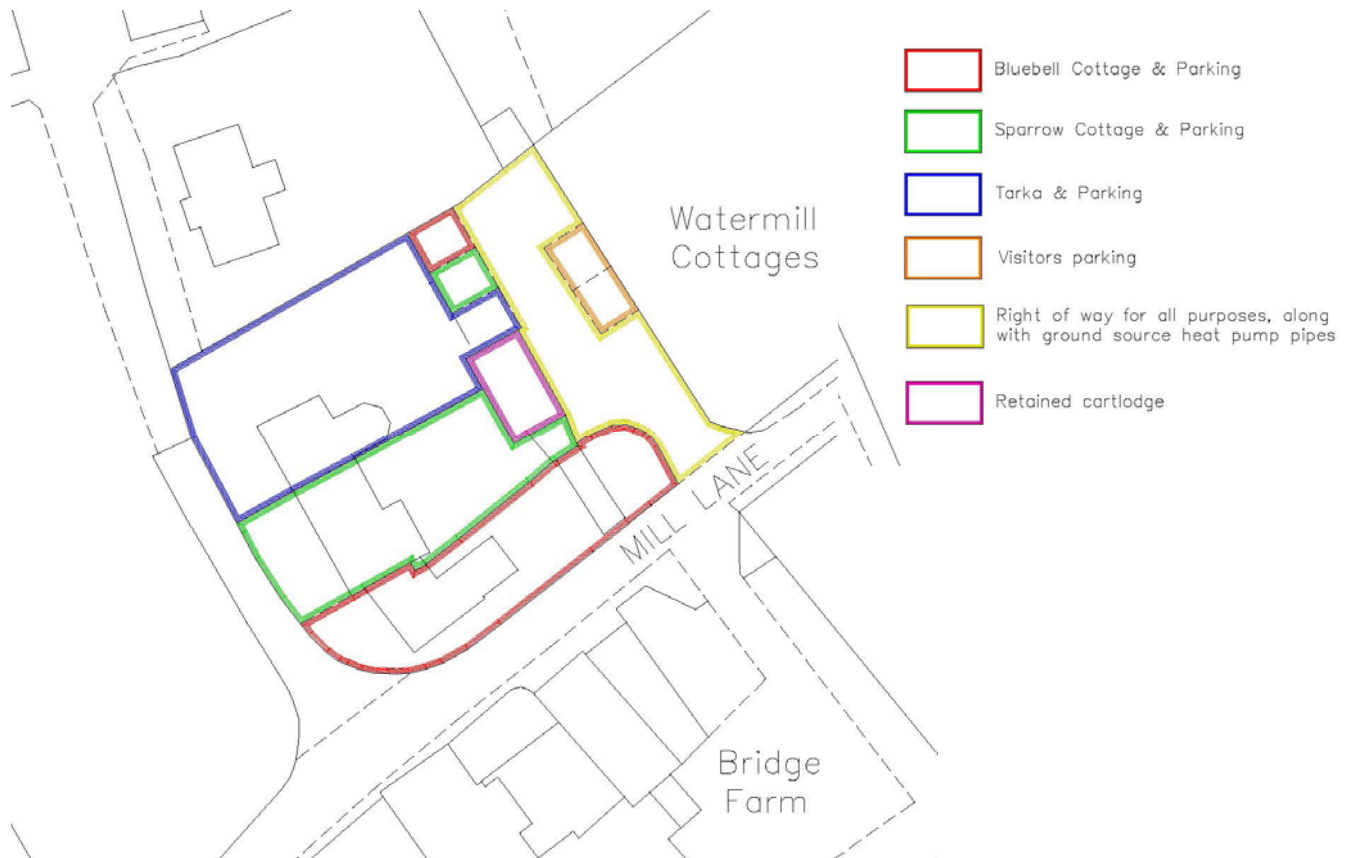 Bluebell Cottage & Parking
Sparrow Cottage & Parking
Tarka & Parking
Visitors parking
Right of way for all purposes, along
with ground source heat pump pipes
Retained cartlodge
Watermill
Cottages
MILL LANE
Bridge
Farm